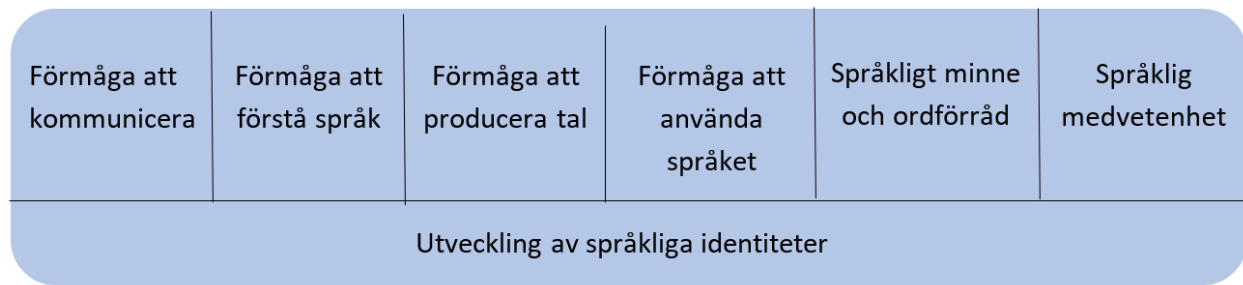 Förmåga att
kommunicera
Förmåga att
förstå språk
Förmåga att
producera tal
Förmåga att
använda
språket
Språkligt minne
och ordförråd
Språklig
medvetenhet
Utveckling av språkliga identiteter